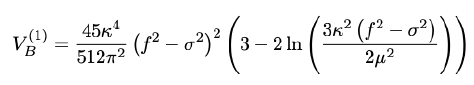 $$V_B^{(1)} = \frac{45\kappa^4}{512\pi^2} \left(f^2 - \sigma^2\right)^2 \left(3 - 2\ln\left(\frac{3\kappa^2\left(f^2 - \sigma^2\right)}{2\mu^2}\right)\right)$$